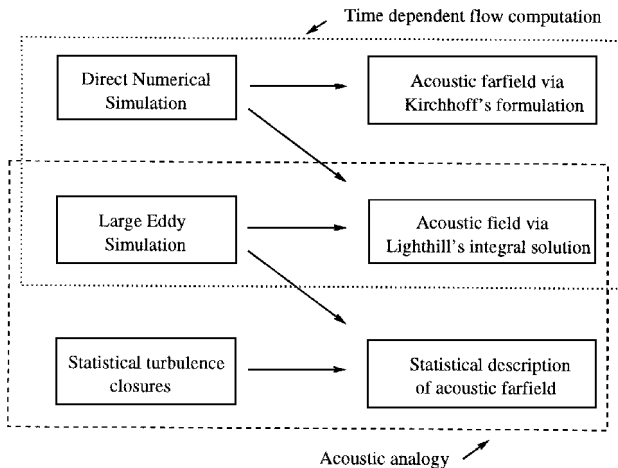 Time dependent flow computation
Direct Numerical
Simulation
Acoustic farfield via
Kirchhoff's formulation
Large Eddy
Simulation
Acoustic field via
Lighthill's integral solution
Statistical turbulence
closures
Statistical description
of acoustic farfield
Acoustic analogy